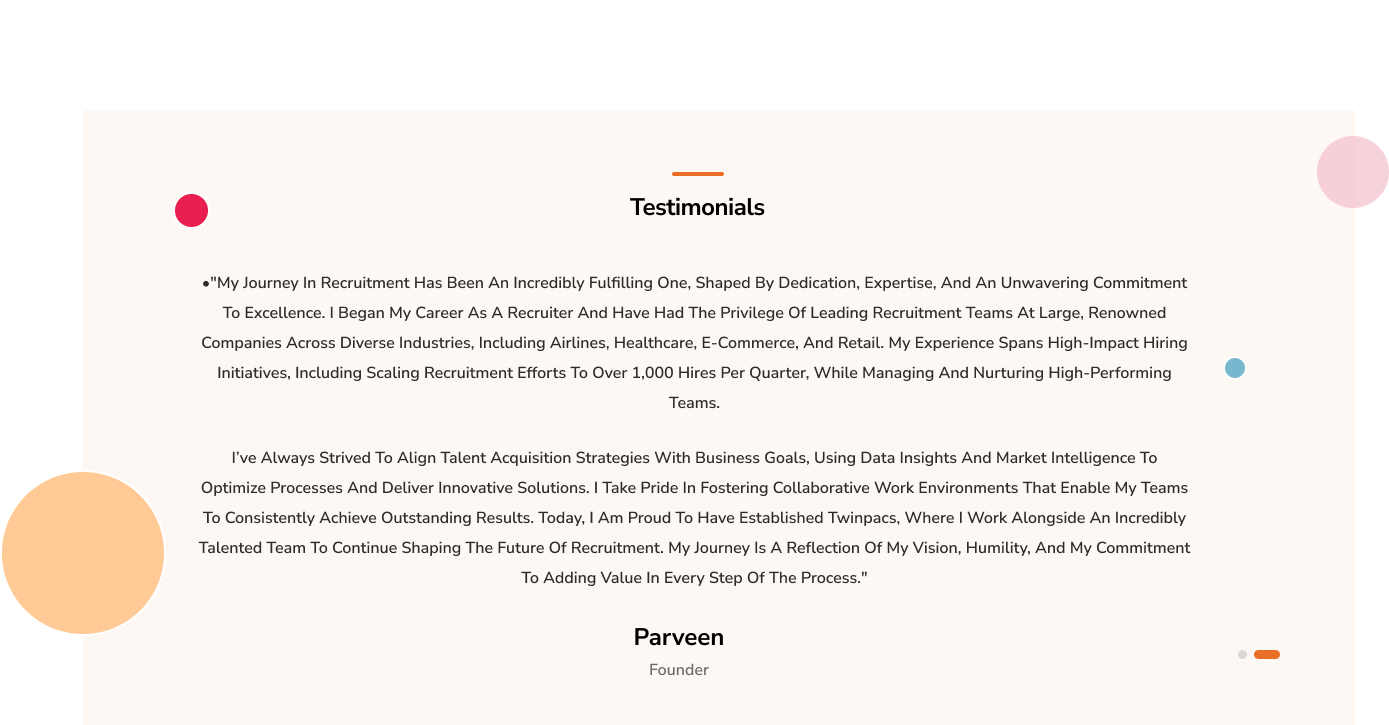 Testimonials
•"My Journey In Recruitment Has Been An Incredibly Fulfilling One, Shaped By Dedication, Expertise, And An Unwavering Commitment
To Excellence. I Began My Career As A Recruiter And Have Had The Privilege Of Leading Recruitment Teams At Large, Renowned
Companies Across Diverse Industries, Including Airlines, Healthcare, E-Commerce, And Retail. My Experience Spans High-Impact Hiring
Initiatives, Including Scaling Recruitment Efforts To Over 1,000 Hires Per Quarter, While Managing And Nurturing High-Performing
Teams.
I’ve Always Strived To Align Talent Acquisition Strategies With Business Goals, Using Data Insights And Market Intelligence To
Optimize Processes And Deliver Innovative Solutions. I Take Pride In Fostering Collaborative Work Environments That Enable My Teams
To Consistently Achieve Outstanding Results. Today, I Am Proud To Have Established Twinpacs, Where I Work Alongside An Incredibly
Talented Team To Continue Shaping The Future Of Recruitment. My Journey Is A Reflection Of My Vision, Humility, And My Commitment
To Adding Value In Every Step Of The Process."
Parveen
Founder